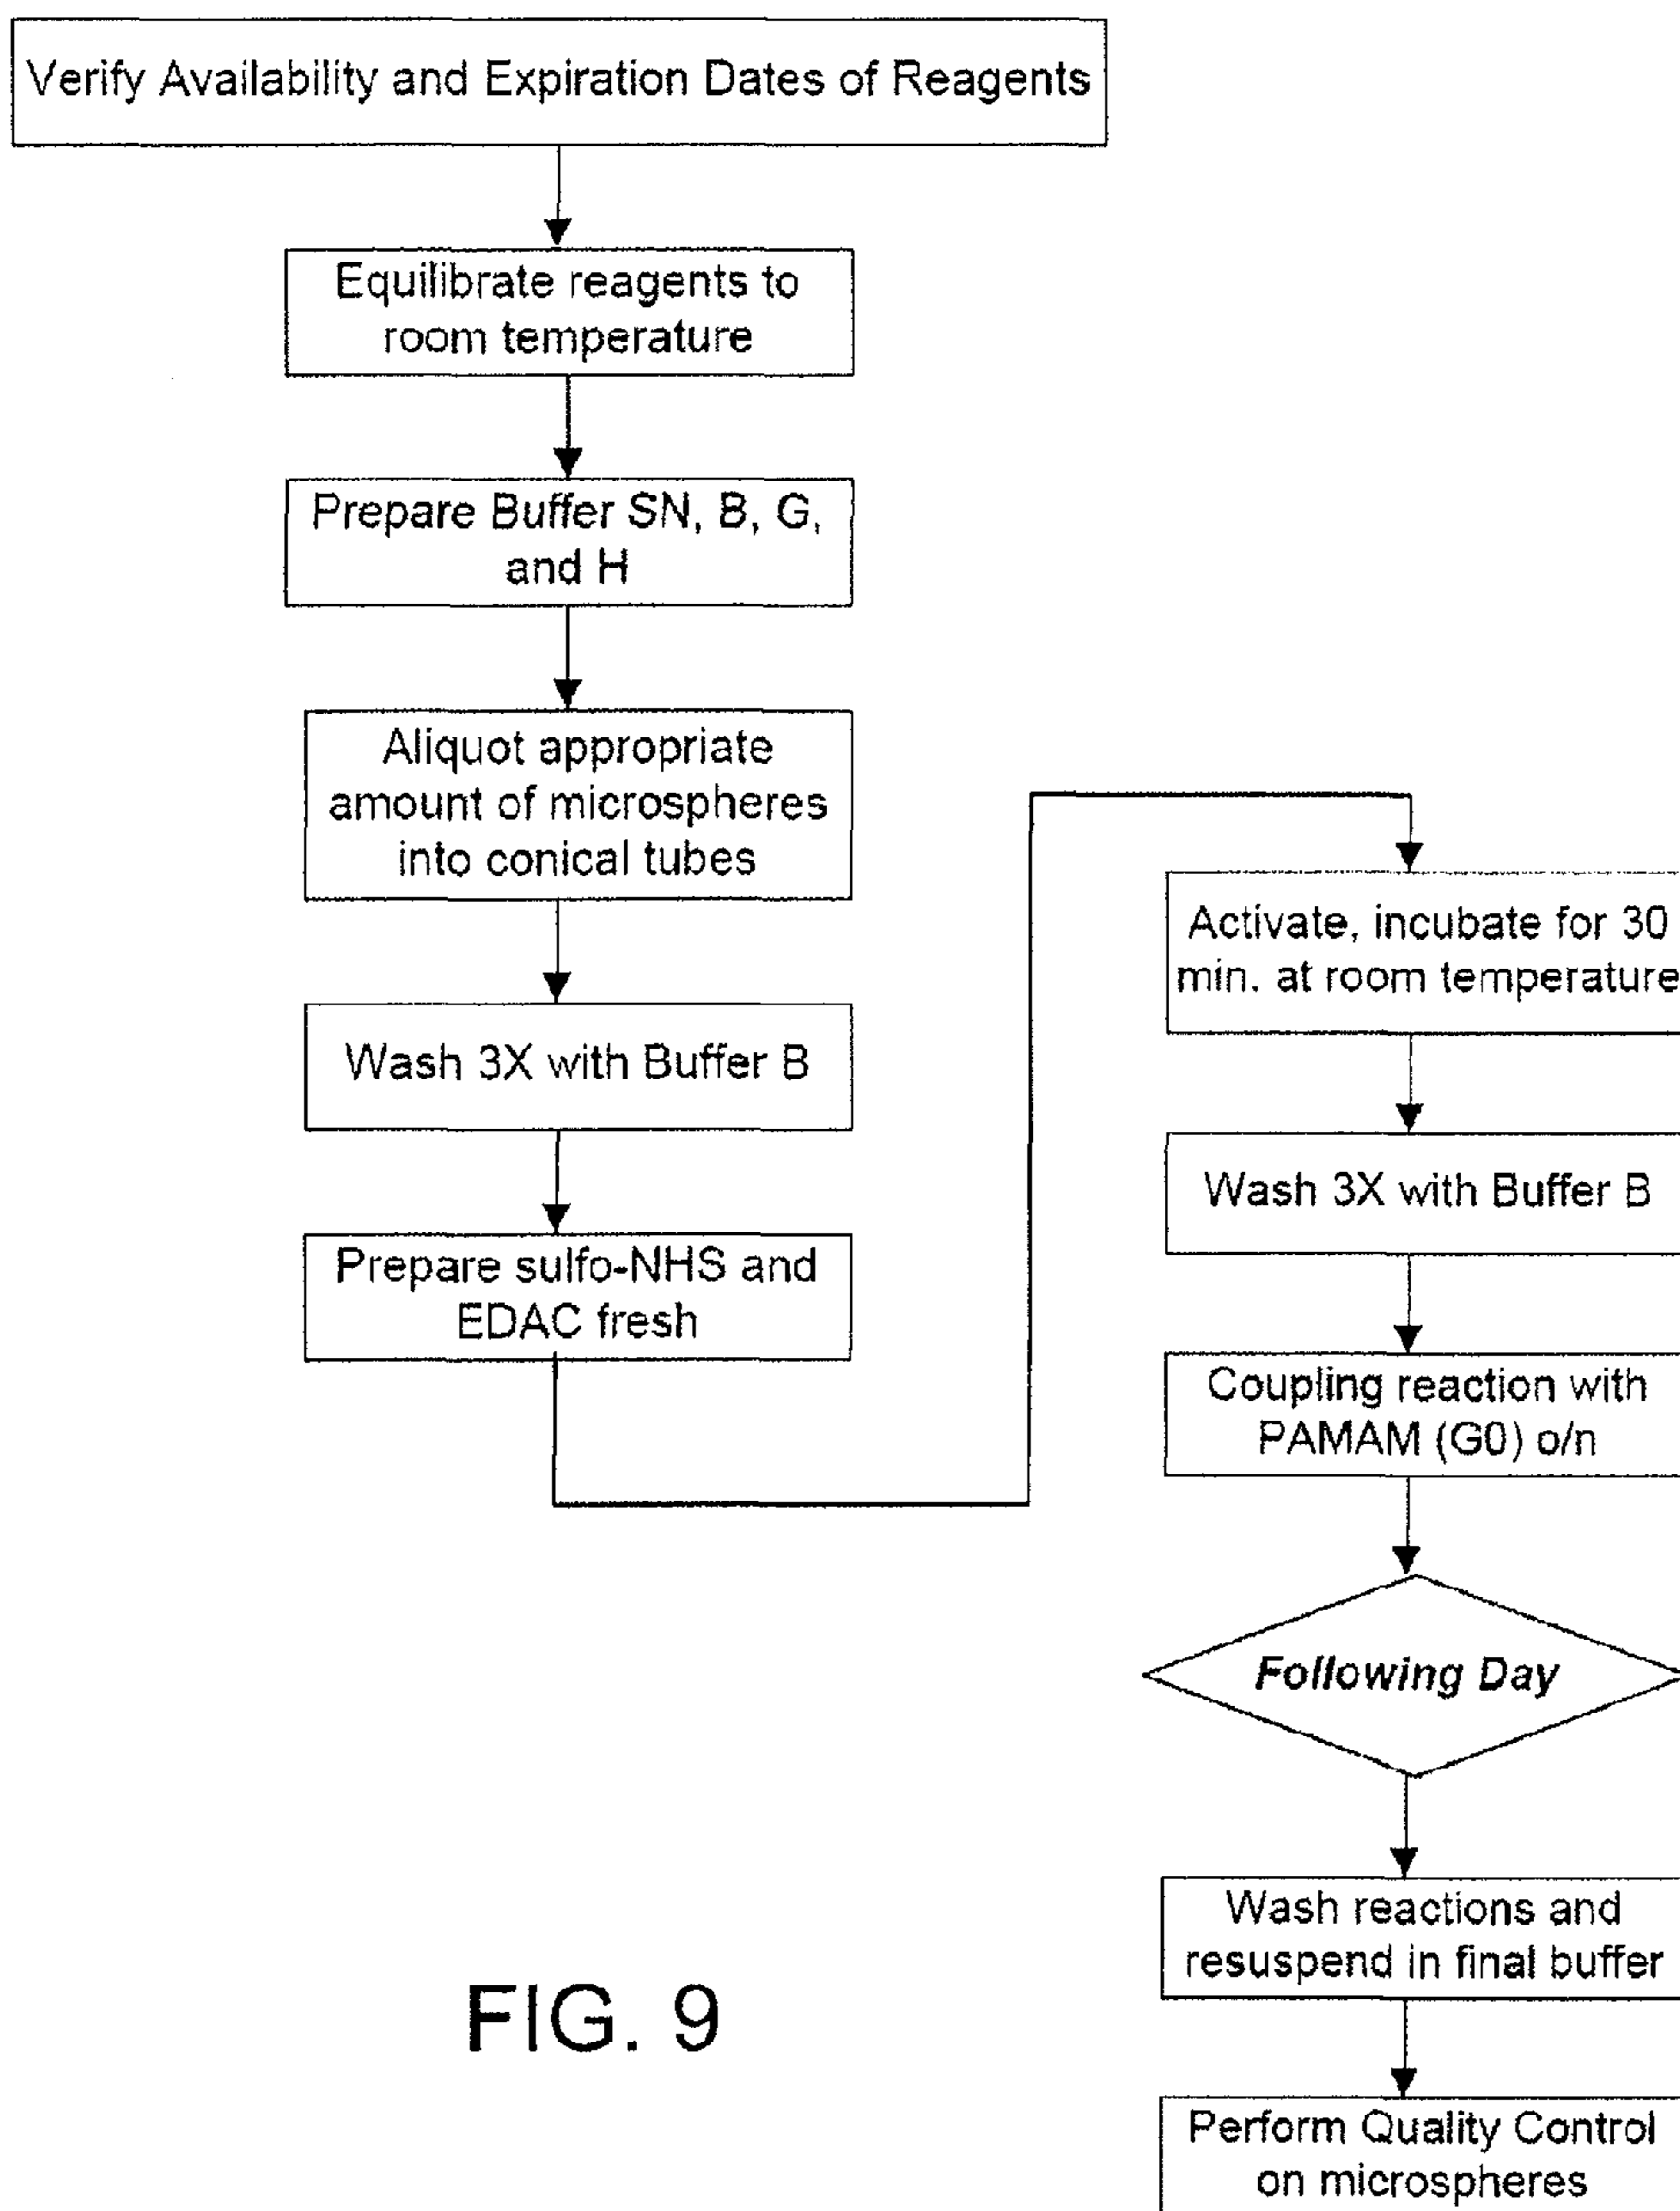 Verify Availability and Expiration Dates of Reagents
Equilibrate reagents to
room temperature
Prepare Buffer SN, B, G,
and H
Aliquot appropriate
amount of microspheres
into conical tubes
Wash 3X with Buffer B
Prepare sulfo-NHS and
EDAC fresh
Activate, incubate for 30
min. at room temperature
Wash 3X with Buffer B
Coupling reaction with
PAMAM (G0) o/n
Following Day
Wash reactions and
resuspend in final buffer
Perform Quality Control
on microspheres
FIG. 9